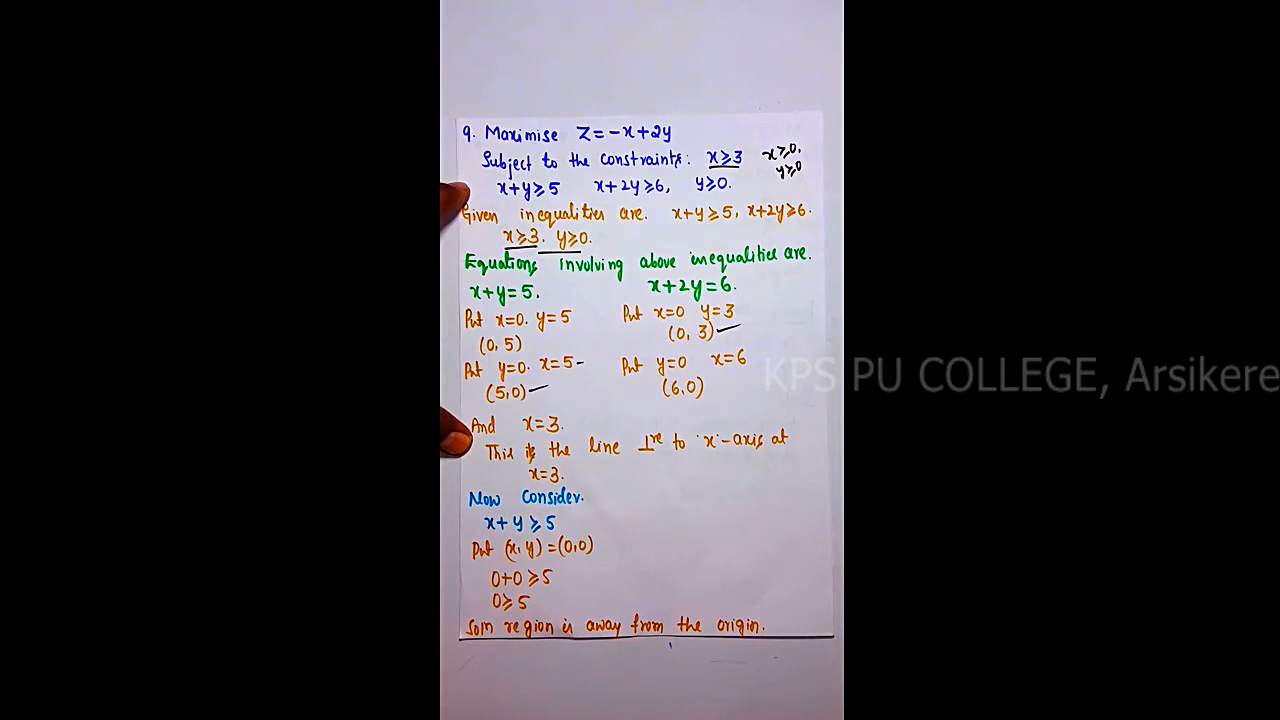 9. Maximise Z=-x+2y
Subject to the constraints: x≥3 x≥0,
y≥0
x+y≥5 x+2y≥6, y≥0.
Given inequalities are. x+y≥5, x+2y≥6.
x≥3. y≥0.
Equations involving above inequalities are.
x+y=5. x+2y=6.
Put x=0. y=5 Put x=0 y=3
(0,5) (0,3)
Put y=0. x=5 Put y=0 x=6
(5,0) (6,0)
And x=3.
This is the line ⊥re to 'x'-axis at
x=3.
Now consider.
x+y≥5
Put (x,y)=(0,0)
0+0≥5
0≥5
Soln region is away from the origin.
KPS PU COLLEGE, Arsikere